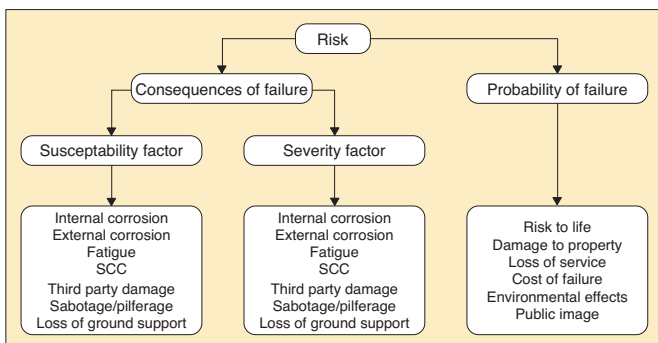 Risk
Consequences of failure
Probability of failure
Susceptability factor
Severity factor
Internal corrosion
External corrosion
Fatigue
SCC
Third party damage
Sabotage/pilferage
Loss of ground support
Internal corrosion
External corrosion
Fatigue
SCC
Third party damage
Sabotage/pilferage
Loss of ground support
Risk to life
Damage to property
Loss of service
Cost of failure
Environmental effects
Public image